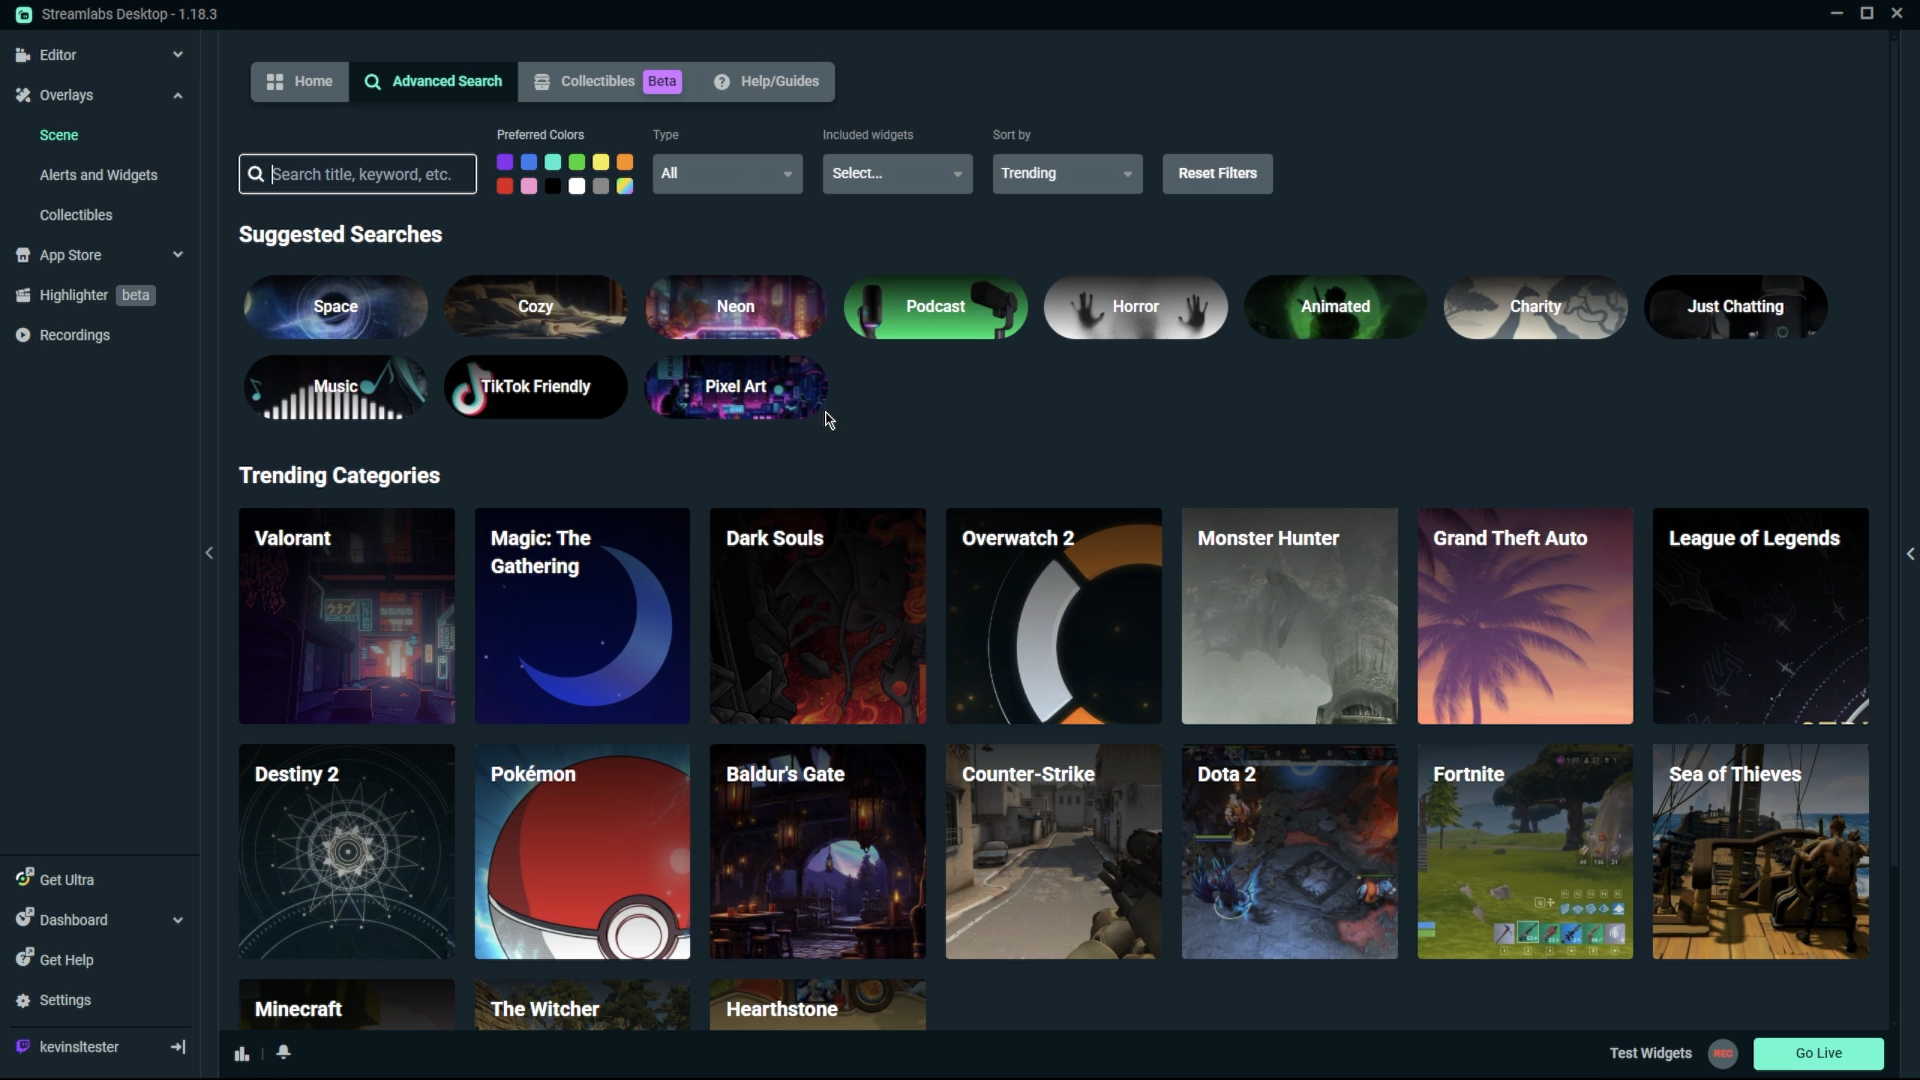 Streamlabs Desktop - 1.18.3
Editor
Overlays
Scene
Alerts and Widgets
Collectibles
App Store
Highlighter beta
Recordings
Get Ultra
Dashboard
Get Help
Settings
kevinsltester
Home
Advanced Search
Collectibles Beta
Help/Guides
Preferred Colors
Type
Included widgets
Sort by
Search title, keyword, etc.
All
Select...
Trending
Reset Filters
Suggested Searches
Space
Cozy
Neon
Podcast
Horror
Animated
Charity
Just Chatting
Music
TikTok Friendly
Pixel Art
Trending Categories
Valorant
Magic: The
Gathering
Dark Souls
Overwatch 2
Monster Hunter
Grand Theft Auto
League of Legends
Destiny 2
Pokémon
Baldur's Gate
Counter-Strike
Dota 2
Fortnite
Sea of Thieves
Minecraft
The Witcher
Hearthstone
Test Widgets
REC
Go Live